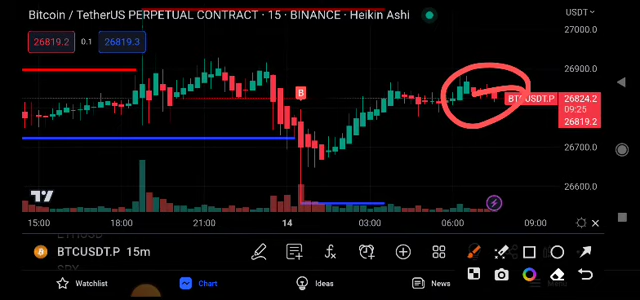 Bitcoin / TetherUS PERPETUAL CONTRACT · 15 · BINANCE · Heikin Ashi
USDT
26819.2 0.1 26819.3
27000.0
26900.0
B
BTCUSDT.P 26824.2
09:25
26819.2
26700.0
26600.0
15:00 18:00 21:00 14 03:00 06:00 09:00
BTCUSDT.P 15m
Watchlist Chart Ideas News Menu